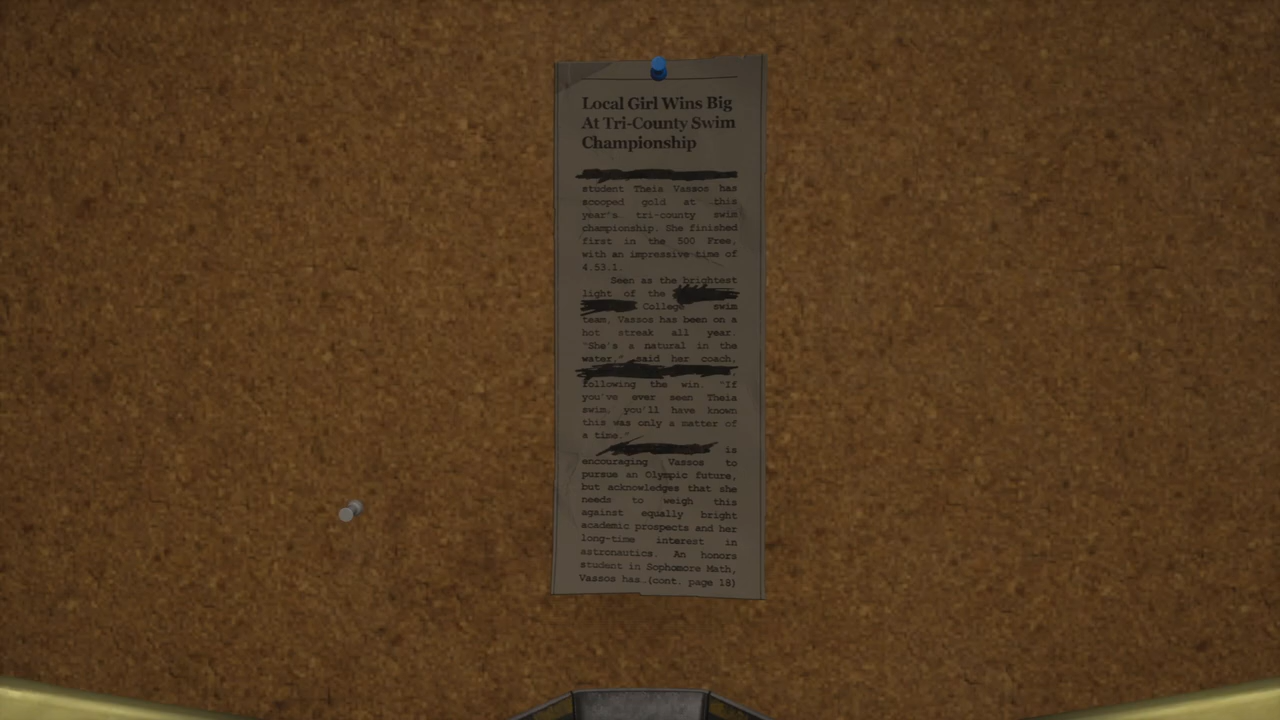 Local Girl Wins Big
At Tri-County Swim
Championship
student Theia Vassos has
scooped gold at this
year's tri-county swim
championship. She finished
first in the 500 Free,
with an impressive time of
4.53.1.
Seen as the brightest
light of the
College swim
team, Vassos has been on a
hot streak all year.
"She's a natural in the
water," said her coach,
,
following the win. "If
you've ever seen Theia
swim, you'll have known
this was only a matter of
a time."
is
encouraging Vassos to
pursue an Olympic future,
but acknowledges that she
needs to weigh this
against equally bright
academic prospects and her
long-time interest in
astronautics. An honors
student in Sophomore Math,
Vassos has…(cont. page 18)